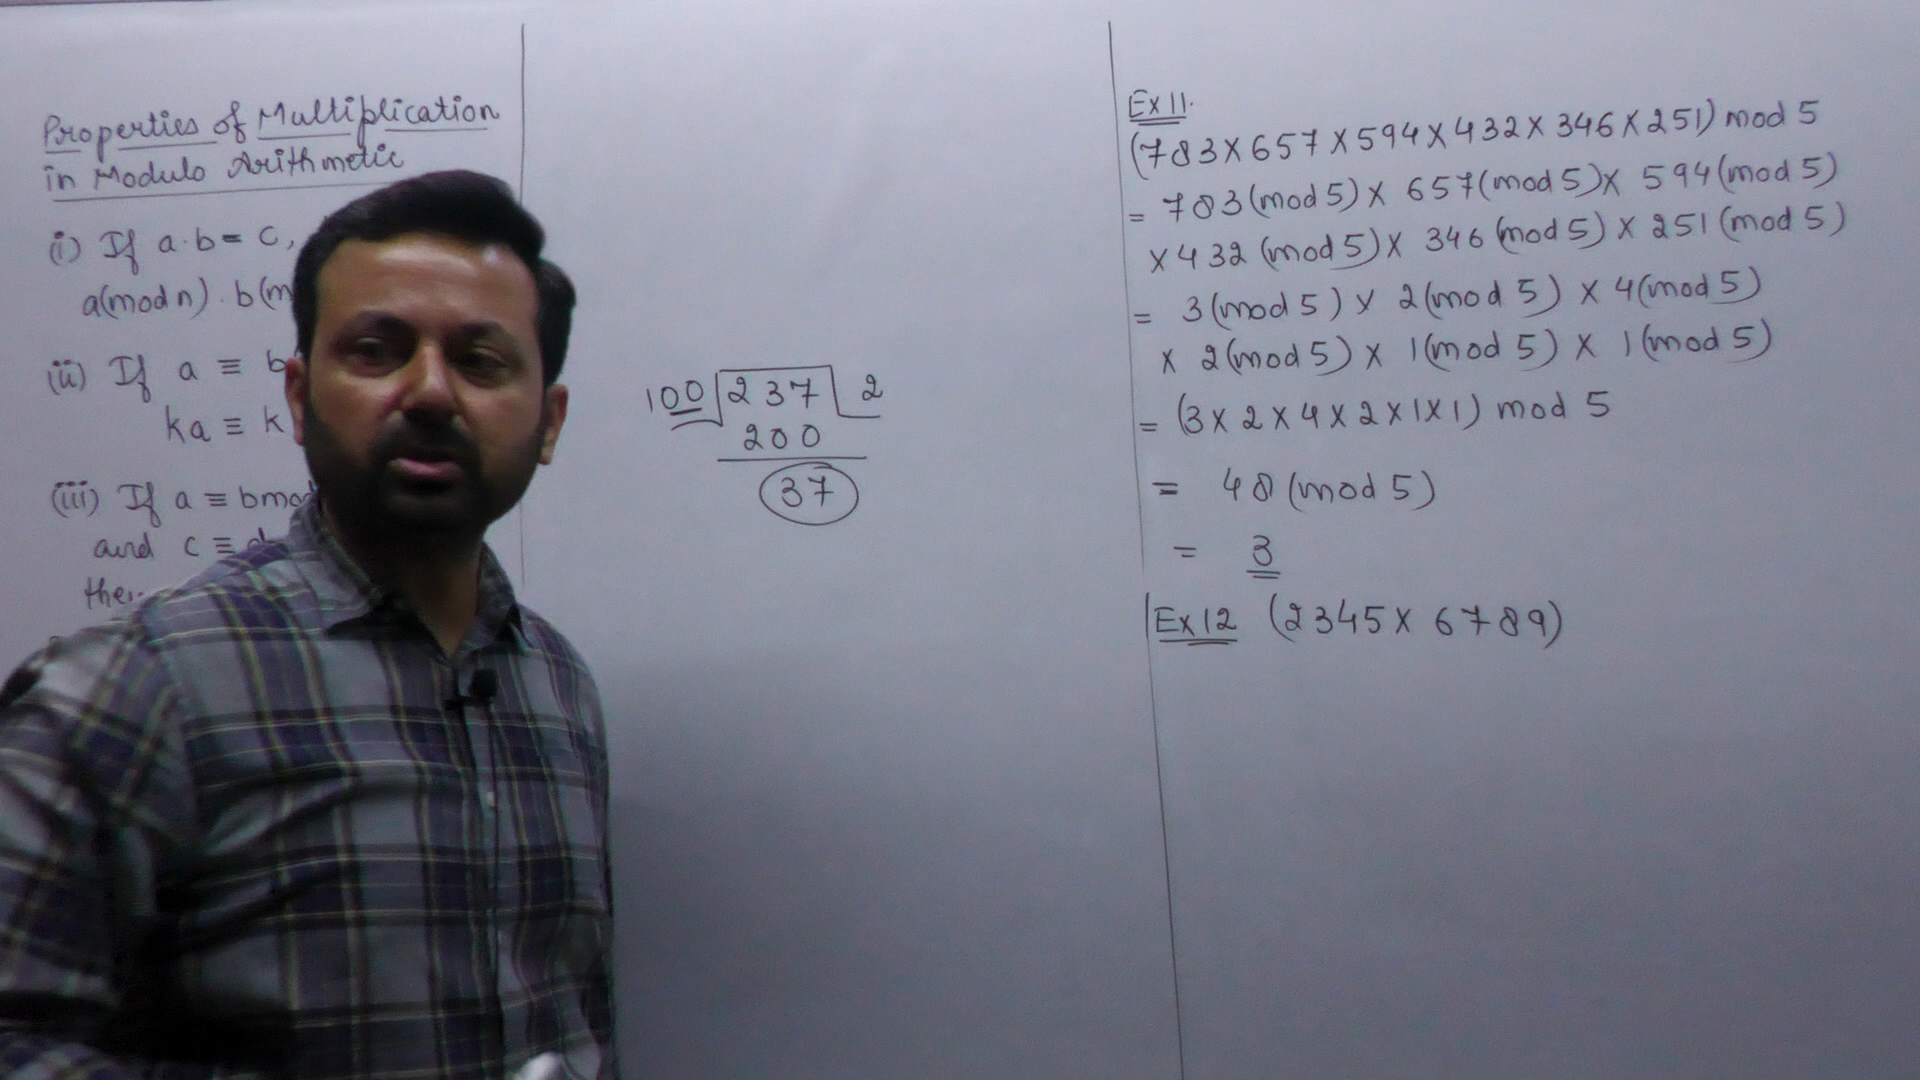 Properties of Multiplication
in Modulo Arithmetic
(i) If a·b = c,
a(mod n) · b(m
(ii) If a ≡ b
ka ≡ k
(iii) If a ≡ bmod
and c ≡
then
100 237 2
200
37
Ex 11.
(783 × 657 × 594 × 432 × 346 × 251) mod 5
= 783 (mod 5) × 657 (mod 5) × 594 (mod 5)
× 432 (mod 5) × 346 (mod 5) × 251 (mod 5)
= 3 (mod 5) × 2 (mod 5) × 4 (mod 5)
× 2 (mod 5) × 1 (mod 5) × 1 (mod 5)
= (3 × 2 × 4 × 2 × 1 × 1) mod 5
= 48 (mod 5)
= 3
Ex 12 (2345 × 6789)